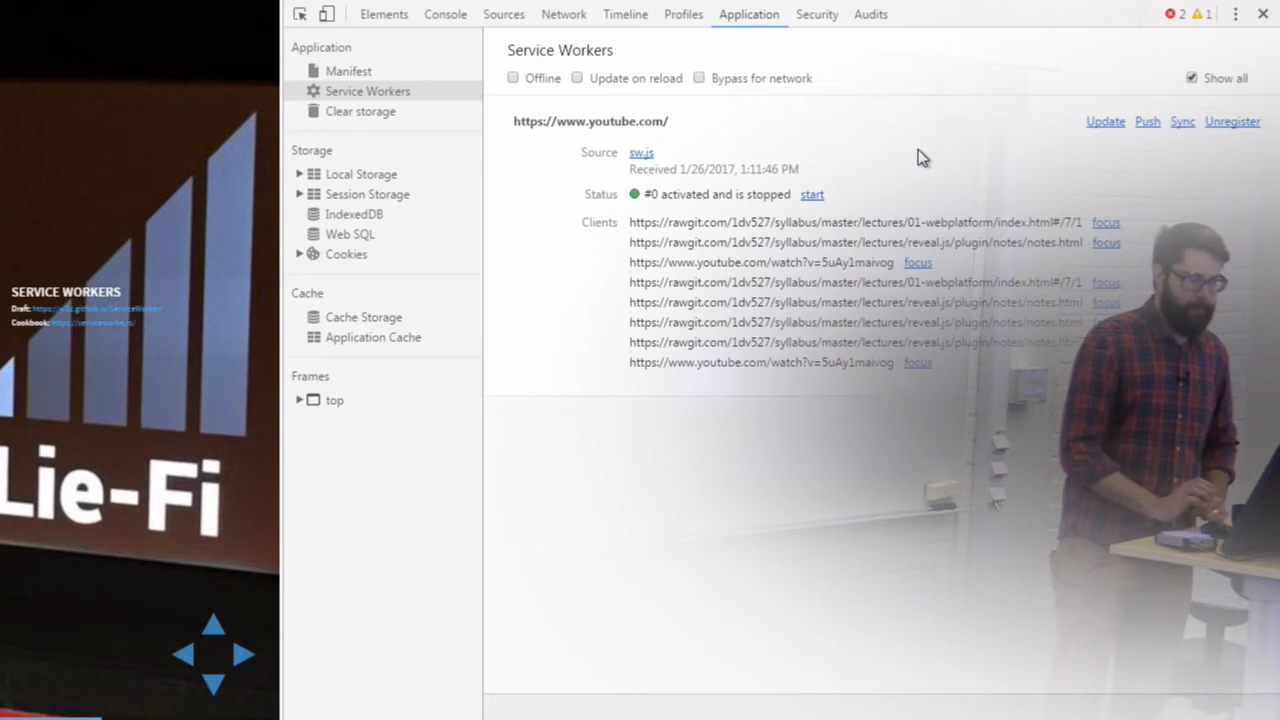 Elements Console Sources Network Timeline Profiles Application Security Audits 2 1
Application
Manifest
Service Workers
Clear storage
Storage
Local Storage
Session Storage
IndexedDB
Web SQL
Cookies
Cache
Cache Storage
Application Cache
Frames
top
Service Workers
Offline Update on reload Bypass for network Show all
https://www.youtube.com/ Update Push Sync Unregister
Source sw.js
Received 1/26/2017, 1:11:46 PM
Status #0 activated and is stopped start
Clients https://rawgit.com/1dv527/syllabus/master/lectures/01-webplatform/index.html#/7/1 focus
https://rawgit.com/1dv527/syllabus/master/lectures/reveal.js/plugin/notes/notes.html focus
https://www.youtube.com/watch?v=5uAy1maivog focus
https://rawgit.com/1dv527/syllabus/master/lectures/01-webplatform/index.html#/7/1 focus
https://rawgit.com/1dv527/syllabus/master/lectures/reveal.js/plugin/notes/notes.html focus
https://rawgit.com/1dv527/syllabus/master/lectures/reveal.js/plugin/notes/notes.html
https://rawgit.com/1dv527/syllabus/master/lectures/reveal.js/plugin/notes/notes.html
https://www.youtube.com/watch?v=5uAy1maivog focus
SERVICE WORKERS
Draft: https://w3c.github.io/ServiceWorker/
Cookbook: https://serviceworke.rs/
Lie-Fi